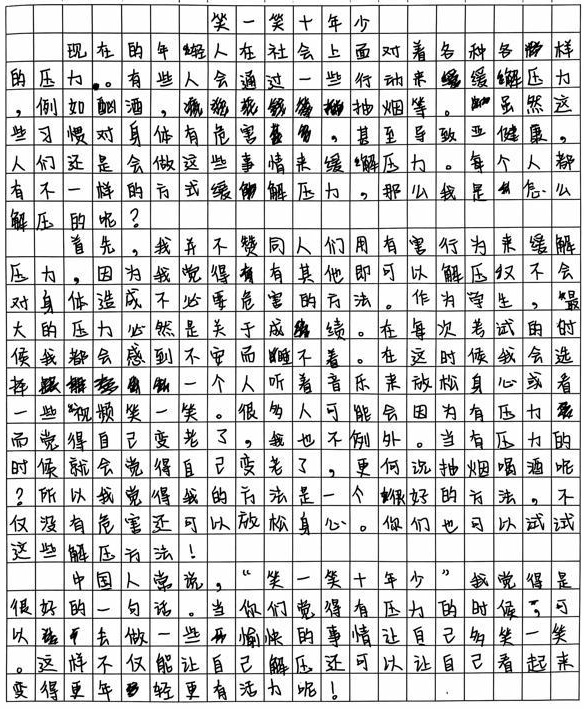 笑一笑十年少
现在的年轻人在社会上面对着各种各样
的压力。有些人会通过一些行动来缓解压力
，例如酗酒，抽烟等。虽然这
些习惯对身体有危害，甚至导致亚健康，
人们还是会做这些事情来缓解压力。每个人都
有不一样的方式缓解压力，那么我是怎么
解压的呢？
首先，我并不赞同人们用有害行为来缓解
压力，因为我觉得有其他即可以解压仅不会
对身体造成不必要危害的方法。作为学生，最
大的压力必然是关于成绩。在每次考试的时
候我都会感到不安而睡不着。在这时候我会选
择一个人听着音乐来放松身心或看
一些视频笑一笑。很多人可能会因为有压力
而觉得自己变老了，我也不例外。当有压力的
时候就会觉得自己变老了，更何况抽烟喝酒呢
？所以我觉得我的方法是一个很好的方法，不
仅没有危害还可以放松身心。你们也可以试试
这些解压方法！
中国人常说，“笑一笑十年少”我觉得是
很好的一句话。当你们觉得有压力的时候，可
以去做一些愉快的事情让自己多笑一笑
。这样不仅能让自己解压还可以让自己看起来
变得更年轻更有活力呢！